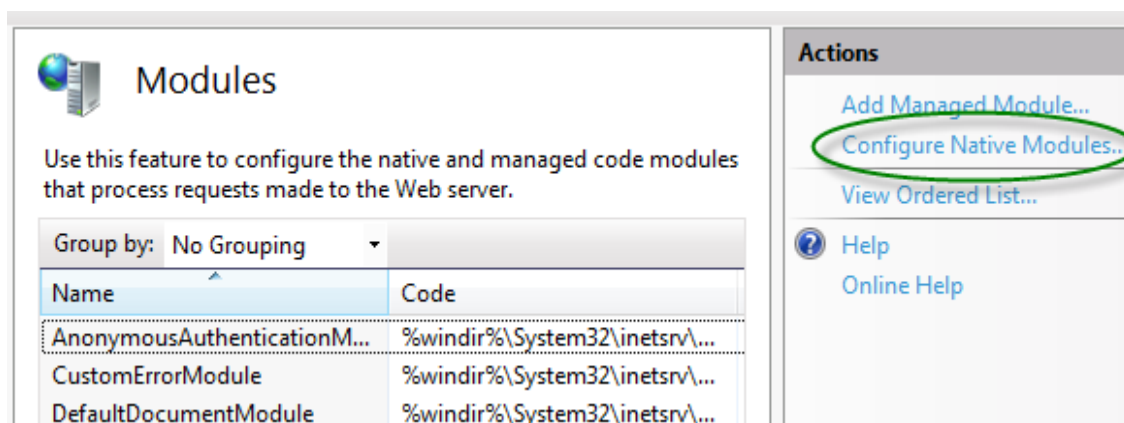 Modules
Use this feature to configure the native and managed code modules
that process requests made to the Web server.
Group by: No Grouping
Name Code
AnonymousAuthenticationM... %windir%\System32\inetsrv\...
CustomErrorModule %windir%\System32\inetsrv\...
DefaultDocumentModule %windir%\System32\inetsrv\...
Actions
Add Managed Module...
Configure Native Modules...
View Ordered List...
Help
Online Help